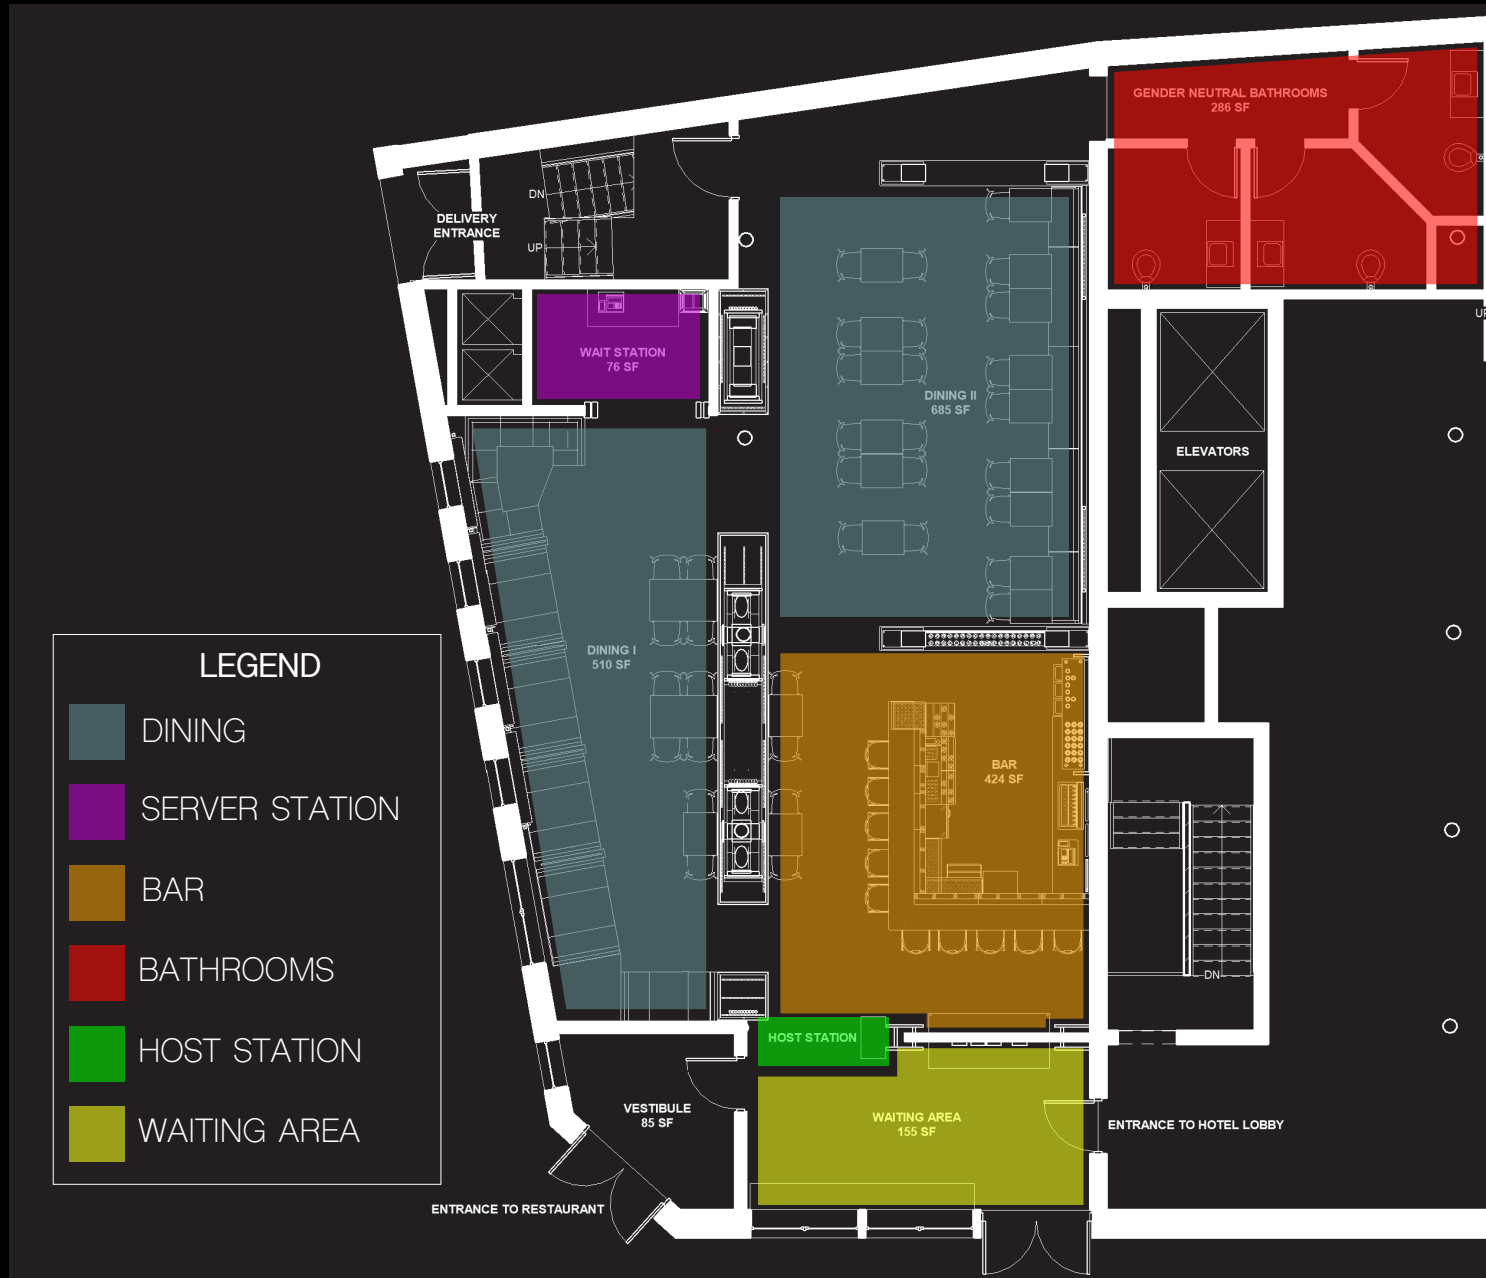 GENDER NEUTRAL BATHROOMS
286 SF
DN
DELIVERY
ENTRANCE
UP
WAIT STATION
76 SF
UP
DINING II
685 SF
ELEVATORS
DINING I
510 SF
LEGEND
DINING
SERVER STATION
BAR
BATHROOMS
HOST STATION
WAITING AREA
BAR
424 SF
DN
HOST STATION
VESTIBULE
85 SF
WAITING AREA
155 SF
ENTRANCE TO HOTEL LOBBY
ENTRANCE TO RESTAURANT